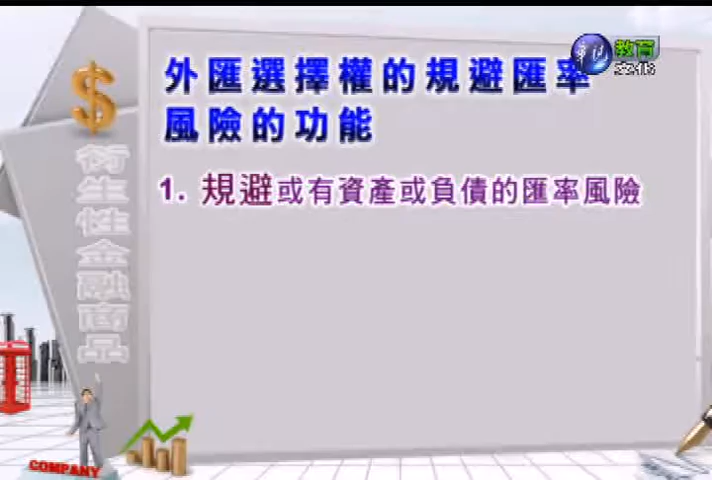 華視
教育
文化
外匯選擇權的規避匯率
風險的功能
1. 規避或有資產或負債的匯率風險
衍生性金融商品
COMPANY